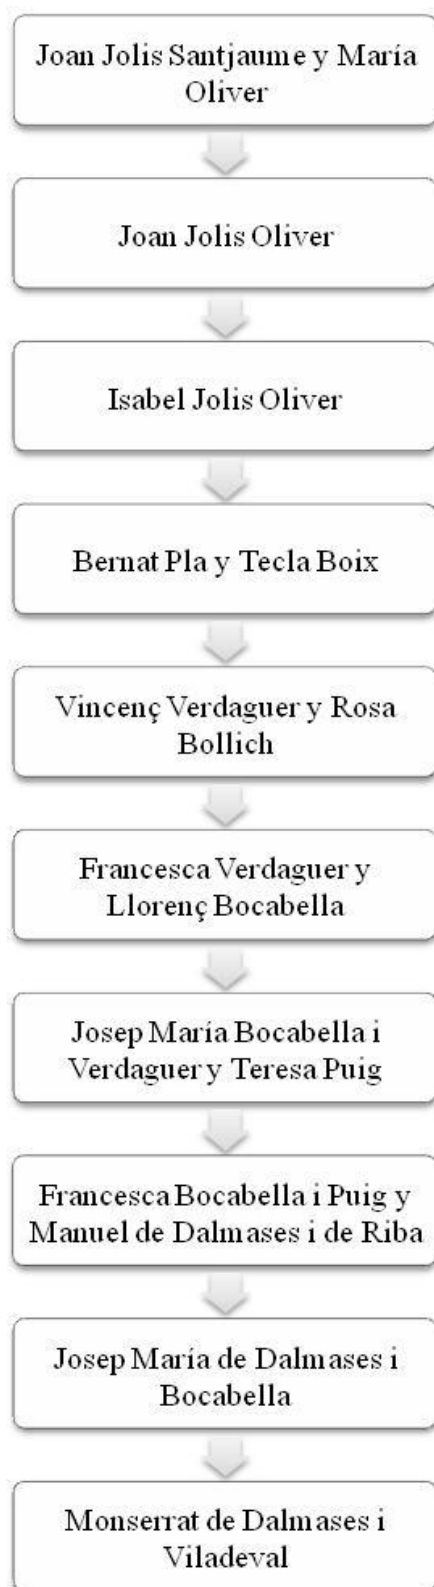 Joan Jolis Santjaume y María
Oliver
Joan Jolis Oliver
Isabel Jolis Oliver
Bernat Pla y Tecla Boix
Vincenç Verdaguer y Rosa
Bollich
Francesca Verdaguer y
Llorenç Bocabella
Josep María Bocabella i
Verdaguer y Teresa Puig
Francesca Bocabella i Puig y
Manuel de Dalmases i de Riba
Josep María de Dalmases i
Bocabella
Monserrat de Dalmases i
Viladeval